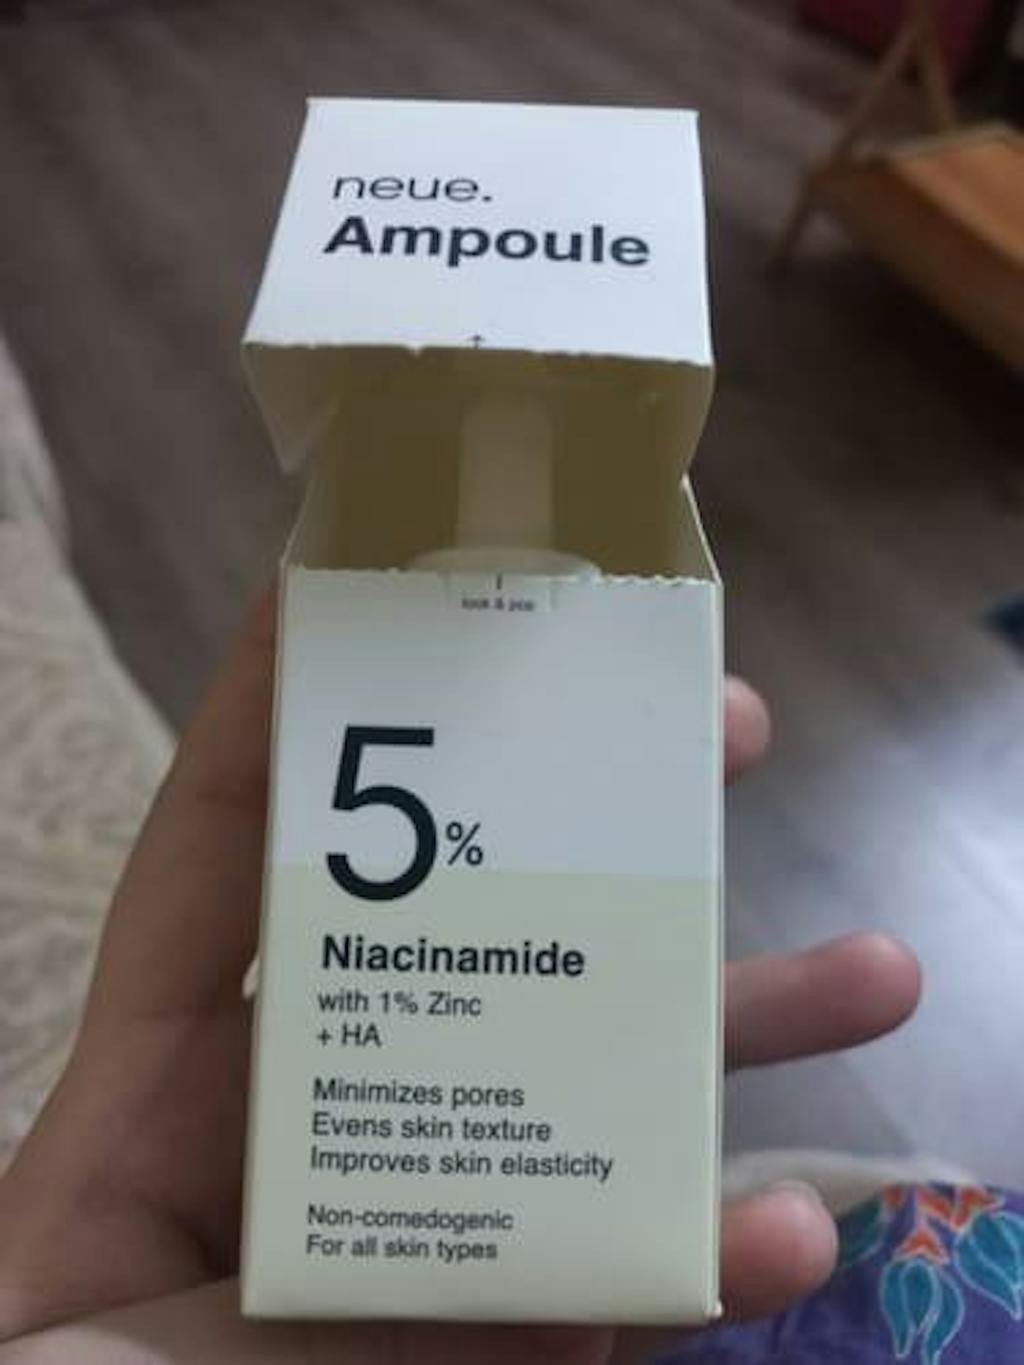 neue.
Ampoule
5%
Niacinamide
with 1% Zinc
+ HA
Minimizes pores
Evens skin texture
Improves skin elasticity
Non-comedogenic
For all skin types